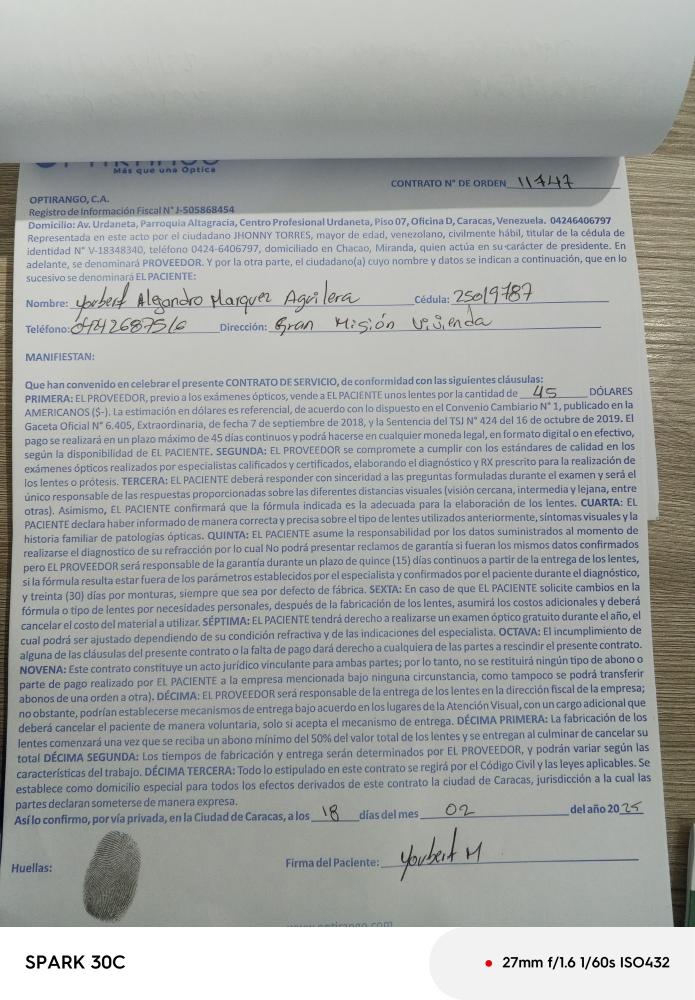 Más que una Optica
CONTRATO N° DE ORDEN 11747
OPTIRANGO, C.A.
Registro de Información Fiscal N° J-505868454
Domicilio: Av. Urdaneta, Parroquia Altagracia, Centro Profesional Urdaneta, Piso 07, Oficina D, Caracas, Venezuela. 04246406797
Representada en este acto por el ciudadano JHONNY TORRES, mayor de edad, venezolano, civilmente hábil, titular de la cédula de
identidad N° V-18348340, teléfono 0424-6406797, domiciliado en Chacao, Miranda, quien actúa en su carácter de presidente. En
adelante, se denominará PROVEEDOR. Y por la otra parte, el ciudadano(a) cuyo nombre y datos se indican a continuación, que en lo
sucesivo se denominará EL PACIENTE:
Nombre: Yorbert Alejandro Marquez Aguilera Cédula: 25019787
Teléfono: 04242687516 Dirección: Gran Misión Vivienda
MANIFIESTAN:
Que han convenido en celebrar el presente CONTRATO DE SERVICIO, de conformidad con las siguientes cláusulas:
PRIMERA: EL PROVEEDOR, previo a los exámenes ópticos, vende a EL PACIENTE unos lentes por la cantidad de 45 DÓLARES
AMERICANOS ($-). La estimación en dólares es referencial, de acuerdo con lo dispuesto en el Convenio Cambiario N° 1, publicado en la
Gaceta Oficial N° 6.405, Extraordinaria, de fecha 7 de septiembre de 2018, y la Sentencia del TSJ N° 424 del 16 de octubre de 2019. El
pago se realizará en un plazo máximo de 45 días continuos y podrá hacerse en cualquier moneda legal, en formato digital o en efectivo,
según la disponibilidad de EL PACIENTE. SEGUNDA: EL PROVEEDOR se compromete a cumplir con los estándares de calidad en los
exámenes ópticos realizados por especialistas calificados y certificados, elaborando el diagnóstico y RX prescrito para la realización de
los lentes o prótesis. TERCERA: EL PACIENTE deberá responder con sinceridad a las preguntas formuladas durante el examen y será el
único responsable de las respuestas proporcionadas sobre las diferentes distancias visuales (visión cercana, intermedia y lejana, entre
otras). Asimismo, EL PACIENTE confirmará que la fórmula indicada es la adecuada para la elaboración de los lentes. CUARTA: EL
PACIENTE declara haber informado de manera correcta y precisa sobre el tipo de lentes utilizados anteriormente, síntomas visuales y la
historia familiar de patologías ópticas. QUINTA: EL PACIENTE asume la responsabilidad por los datos suministrados al momento de
realizarse el diagnostico de su refracción por lo cual No podrá presentar reclamos de garantía si fueran los mismos datos confirmados
pero EL PROVEEDOR será responsable de la garantía durante un plazo de quince (15) días continuos a partir de la entrega de los lentes,
si la fórmula resulta estar fuera de los parámetros establecidos por el especialista y confirmados por el paciente durante el diagnóstico,
y treinta (30) días por monturas, siempre que sea por defecto de fábrica. SEXTA: En caso de que EL PACIENTE solicite cambios en la
fórmula o tipo de lentes por necesidades personales, después de la fabricación de los lentes, asumirá los costos adicionales y deberá
cancelar el costo del material a utilizar. SÉPTIMA: EL PACIENTE tendrá derecho a realizarse un examen óptico gratuito durante el año, el
cual podrá ser ajustado dependiendo de su condición refractiva y de las indicaciones del especialista. OCTAVA: El incumplimiento de
alguna de las cláusulas del presente contrato o la falta de pago dará derecho a cualquiera de las partes a rescindir el presente contrato.
NOVENA: Este contrato constituye un acto jurídico vinculante para ambas partes; por lo tanto, no se restituirá ningún tipo de abono o
parte de pago realizado por EL PACIENTE a la empresa mencionada bajo ninguna circunstancia, como tampoco se podrá transferir
abonos de una orden a otra). DÉCIMA: EL PROVEEDOR será responsable de la entrega de los lentes en la dirección fiscal de la empresa;
no obstante, podrían establecerse mecanismos de entrega bajo acuerdo en los lugares de la Atención Visual, con un cargo adicional que
deberá cancelar el paciente de manera voluntaria, solo si acepta el mecanismo de entrega. DÉCIMA PRIMERA: La fabricación de los
lentes comenzará una vez que se reciba un abono mínimo del 50% del valor total de los lentes y se entregan al culminar de cancelar su
total DÉCIMA SEGUNDA: Los tiempos de fabricación y entrega serán determinados por EL PROVEEDOR, y podrán variar según las
características del trabajo. DÉCIMA TERCERA: Todo lo estipulado en este contrato se regirá por el Código Civil y las leyes aplicables. Se
establece como domicilio especial para todos los efectos derivados de este contrato la ciudad de Caracas, jurisdicción a la cual las
partes declaran someterse de manera expresa.
Así lo confirmo, por vía privada, en la Ciudad de Caracas, a los 18 días del mes 02 del año 2025
Huellas:
Firma del Paciente: Yorbert M
SPARK 30C
27mm f/1.6 1/60s ISO432